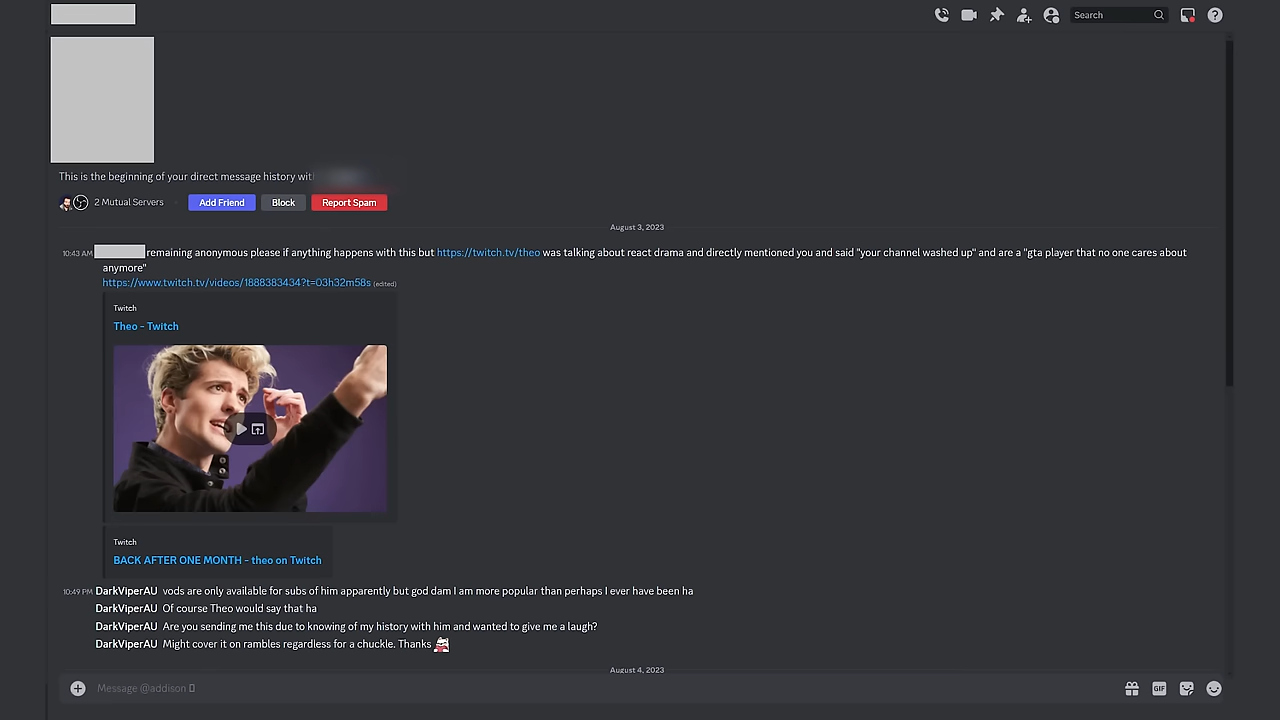 Search
This is the beginning of your direct message history with
2 Mutual Servers
Add Friend
Block
Report Spam
August 3, 2023
10:43 AM remaining anonymous please if anything happens with this but https://twitch.tv/theo was talking about react drama and directly mentioned you and said "your channel washed up" and are a "gta player that no one cares about
anymore"
https://www.twitch.tv/videos/1888383434?t=03h32m58s (edited)
Twitch
Theo - Twitch
Twitch
BACK AFTER ONE MONTH - theo on Twitch
10:49 PM DarkViperAU vods are only available for subs of him apparently but god dam I am more popular than perhaps I ever have been ha
DarkViperAU Of course Theo would say that ha
DarkViperAU Are you sending me this due to knowing of my history with him and wanted to give me a laugh?
DarkViperAU Might cover it on rambles regardless for a chuckle. Thanks
August 4, 2023
Message @addison
GIF